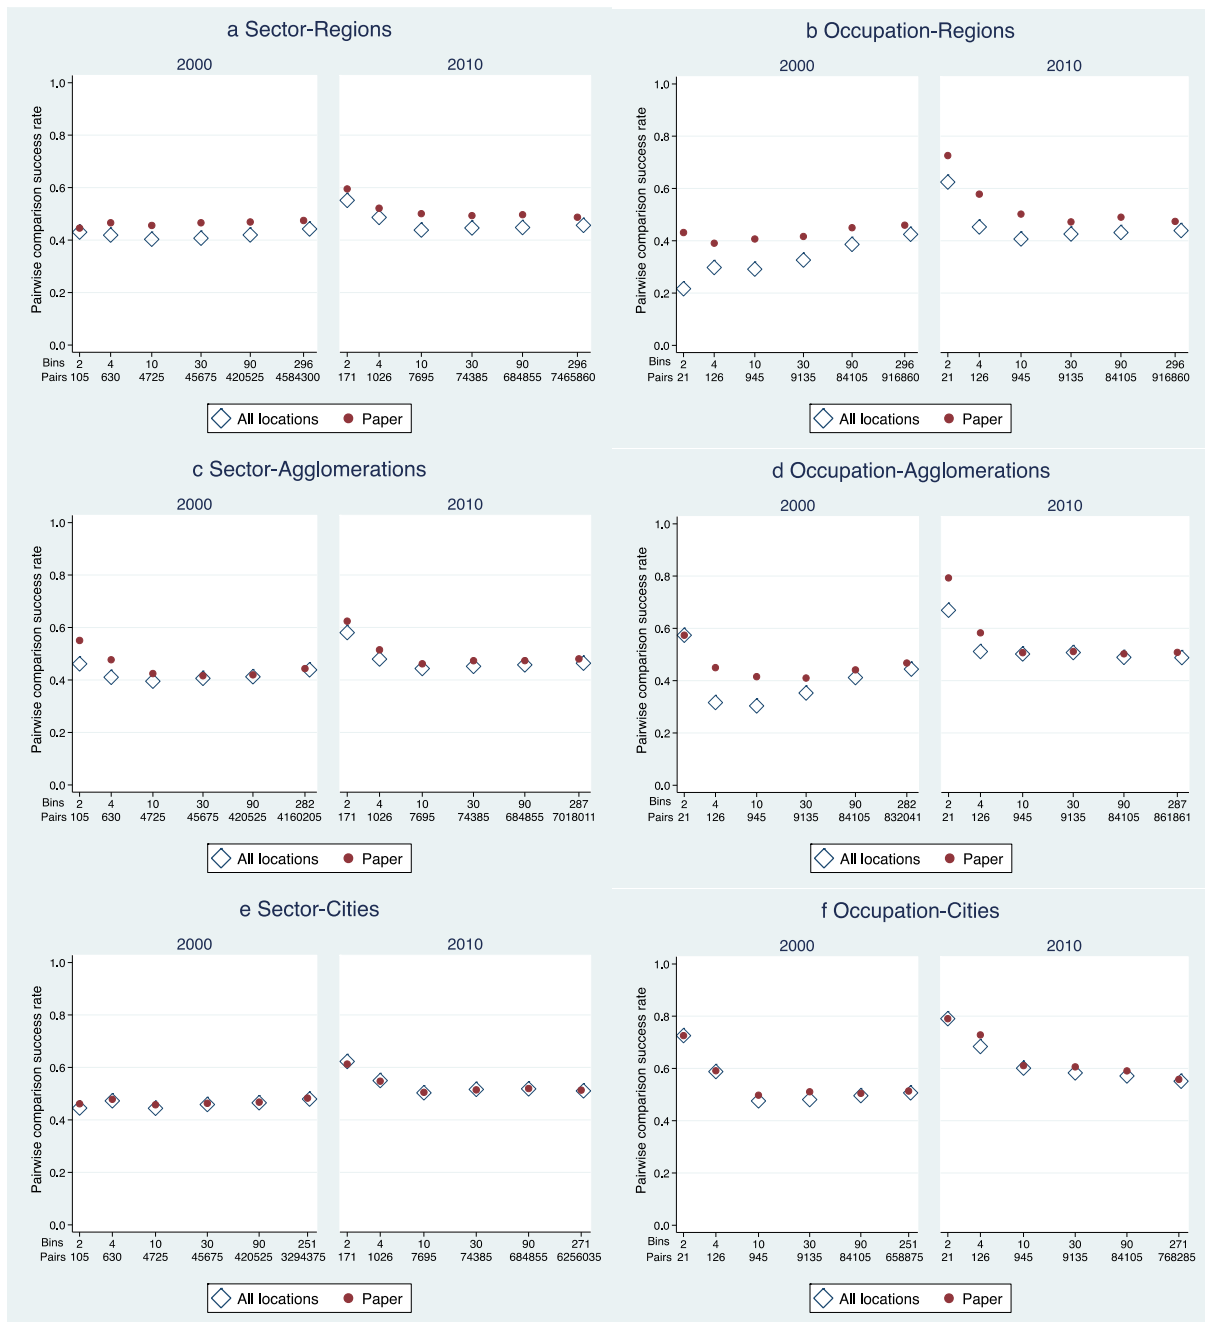 a Sector-Regions
2000 2010
Pairwise comparison success rate
1.0
0.8
0.6
0.4
0.2
0.0
Bins 2 4 10 30 90 296 2 4 10 30 90 296
Pairs 105 630 4725 45675 420525 4584300 171 1026 7695 74385 684855 7465860
All locations Paper
b Occupation-Regions
2000 2010
Pairwise comparison success rate
1.0
0.8
0.6
0.4
0.2
0.0
Bins 2 4 10 30 90 296 2 4 10 30 90 296
Pairs 21 126 945 9135 84105 916860 21 126 945 9135 84105 916860
All locations Paper
c Sector-Agglomerations
2000 2010
Pairwise comparison success rate
1.0
0.8
0.6
0.4
0.2
0.0
Bins 2 4 10 30 90 282 2 4 10 30 90 287
Pairs 105 630 4725 45675 420525 4160205 171 1026 7695 74385 684855 7018011
All locations Paper
d Occupation-Agglomerations
2000 2010
Pairwise comparison success rate
1.0
0.8
0.6
0.4
0.2
0.0
Bins 2 4 10 30 90 282 2 4 10 30 90 287
Pairs 21 126 945 9135 84105 832041 21 126 945 9135 84105 861861
All locations Paper
e Sector-Cities
2000 2010
Pairwise comparison success rate
1.0
0.8
0.6
0.4
0.2
0.0
Bins 2 4 10 30 90 251 2 4 10 30 90 271
Pairs 105 630 4725 45675 420525 3294375 171 1026 7695 74385 684855 6256035
All locations Paper
f Occupation-Cities
2000 2010
Pairwise comparison success rate
1.0
0.8
0.6
0.4
0.2
0.0
Bins 2 4 10 30 90 251 2 4 10 30 90 271
Pairs 21 126 945 9135 84105 658875 21 126 945 9135 84105 768285
All locations Paper